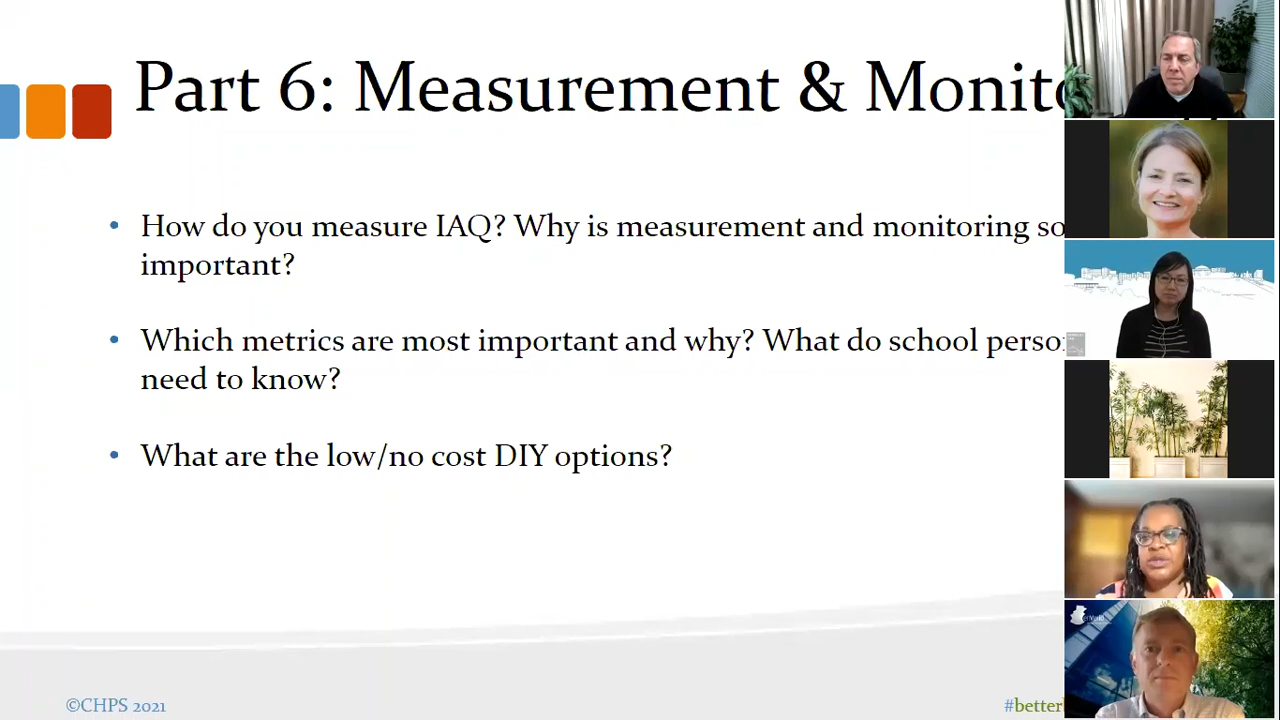 Part 6: Measurement & Monito
• How do you measure IAQ? Why is measurement and monitoring so
important?
• Which metrics are most important and why? What do school perso
need to know?
• What are the low/no cost DIY options?
©CHPS 2021
#better